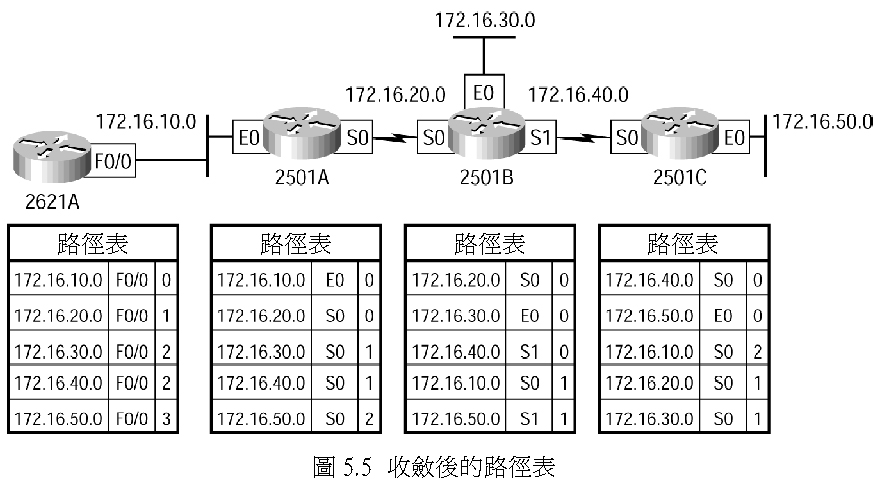 172.16.30.0
E0
172.16.20.0
172.16.40.0
172.16.10.0
172.16.50.0
F0/0
E0
S0
S0
S1
S0
E0
2621A
2501A
2501B
2501C
路徑表
172.16.10.0 F0/0 0
172.16.20.0 F0/0 1
172.16.30.0 F0/0 2
172.16.40.0 F0/0 2
172.16.50.0 F0/0 3
路徑表
172.16.10.0 E0 0
172.16.20.0 S0 0
172.16.30.0 S0 1
172.16.40.0 S0 1
172.16.50.0 S0 2
路徑表
172.16.20.0 S0 0
172.16.30.0 E0 0
172.16.40.0 S1 0
172.16.10.0 S0 1
172.16.50.0 S1 1
路徑表
172.16.40.0 S0 0
172.16.50.0 E0 0
172.16.10.0 S0 2
172.16.20.0 S0 1
172.16.30.0 S0 1
圖 5.5 收斂後的路徑表